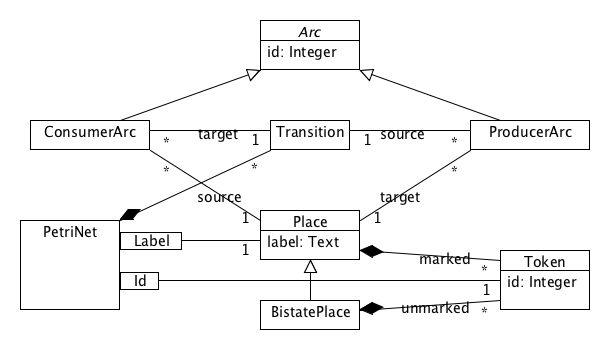 Arc
id: Integer
ConsumerArc
* target 1
Transition
1 source *
ProducerArc
*
*
*
source
1
target
1
PetriNet
Label
1
Place
label: Text
marked
*
Token
id: Integer
Id
1
BistatePlace
unmarked
*